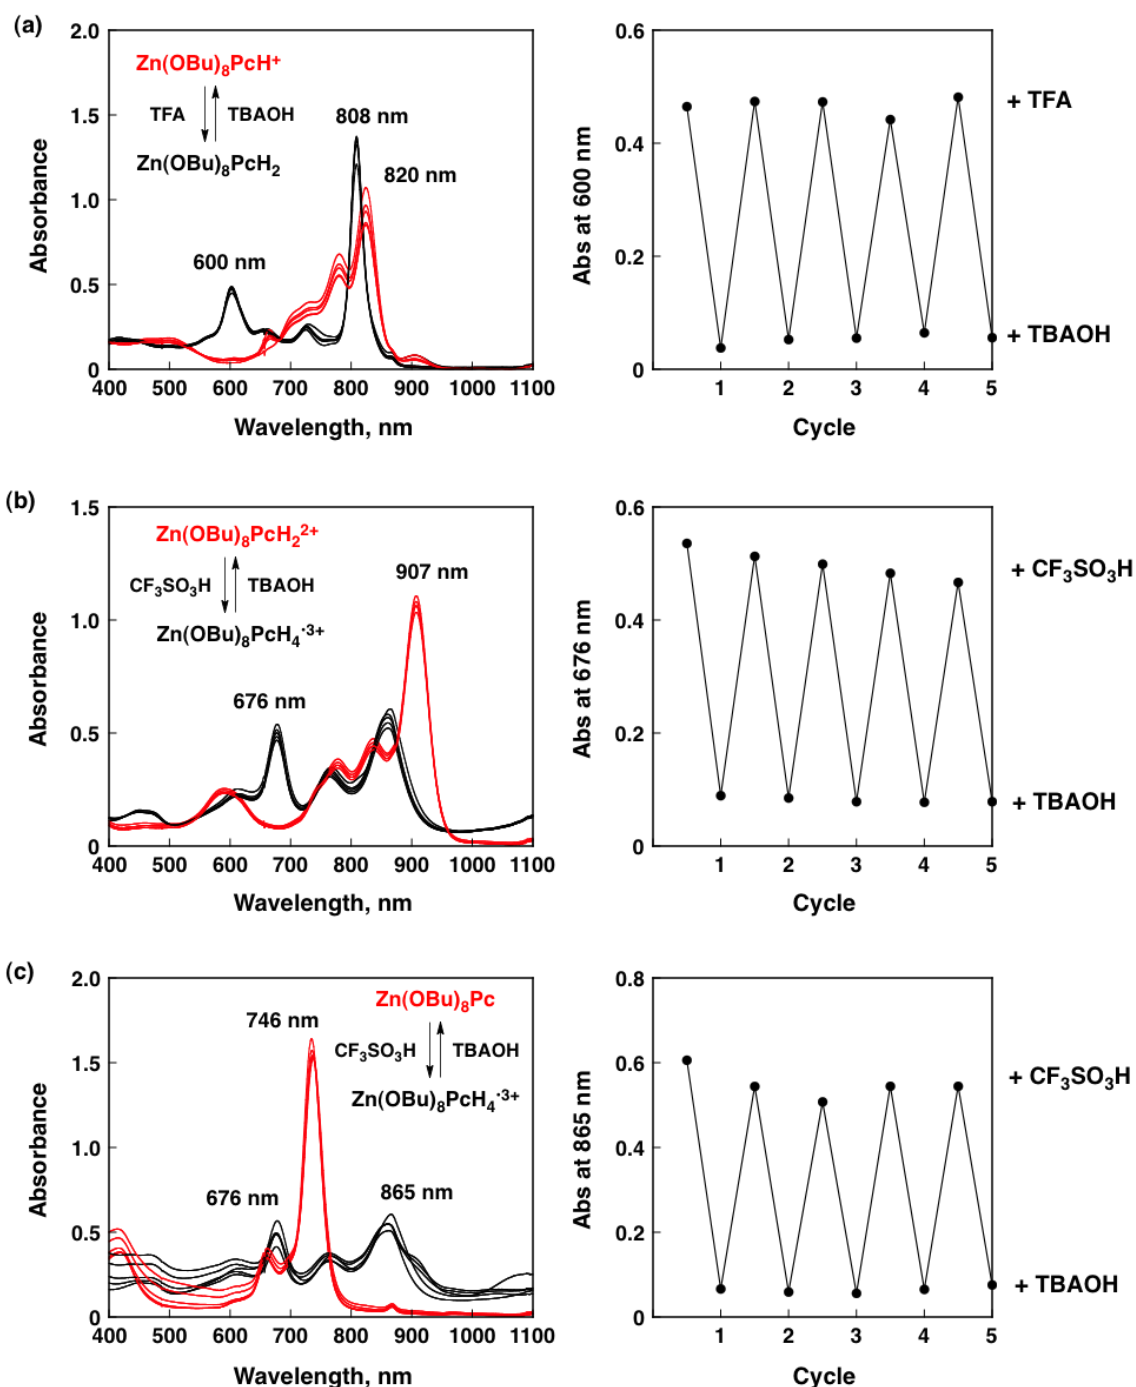 (a)
2.0
1.5
1.0
0.5
0
Absorbance
Zn(OBu)₈PcH⁺
TFA TBAOH
Zn(OBu)₈PcH₂
600 nm
808 nm
820 nm
400 500 600 700 800 900 1000 1100
Wavelength, nm
0.6
0.4
0.2
0
Abs at 600 nm
+ TFA
+ TBAOH
1 2 3 4 5
Cycle
(b)
1.5
1.0
0.5
0
Absorbance
Zn(OBu)₈PcH₂²⁺
CF₃SO₃H TBAOH
Zn(OBu)₈PcH₄·³⁺
676 nm
907 nm
400 500 600 700 800 900 1000 1100
Wavelength, nm
0.6
0.4
0.2
0
Abs at 676 nm
+ CF₃SO₃H
+ TBAOH
1 2 3 4 5
Cycle
(c)
2.0
1.5
1.0
0.5
0
Absorbance
746 nm
Zn(OBu)₈Pc
CF₃SO₃H TBAOH
Zn(OBu)₈PcH₄·³⁺
676 nm
865 nm
400 500 600 700 800 900 1000 1100
Wavelength, nm
0.8
0.6
0.4
0.2
0
Abs at 865 nm
+ CF₃SO₃H
+ TBAOH
1 2 3 4 5
Cycle